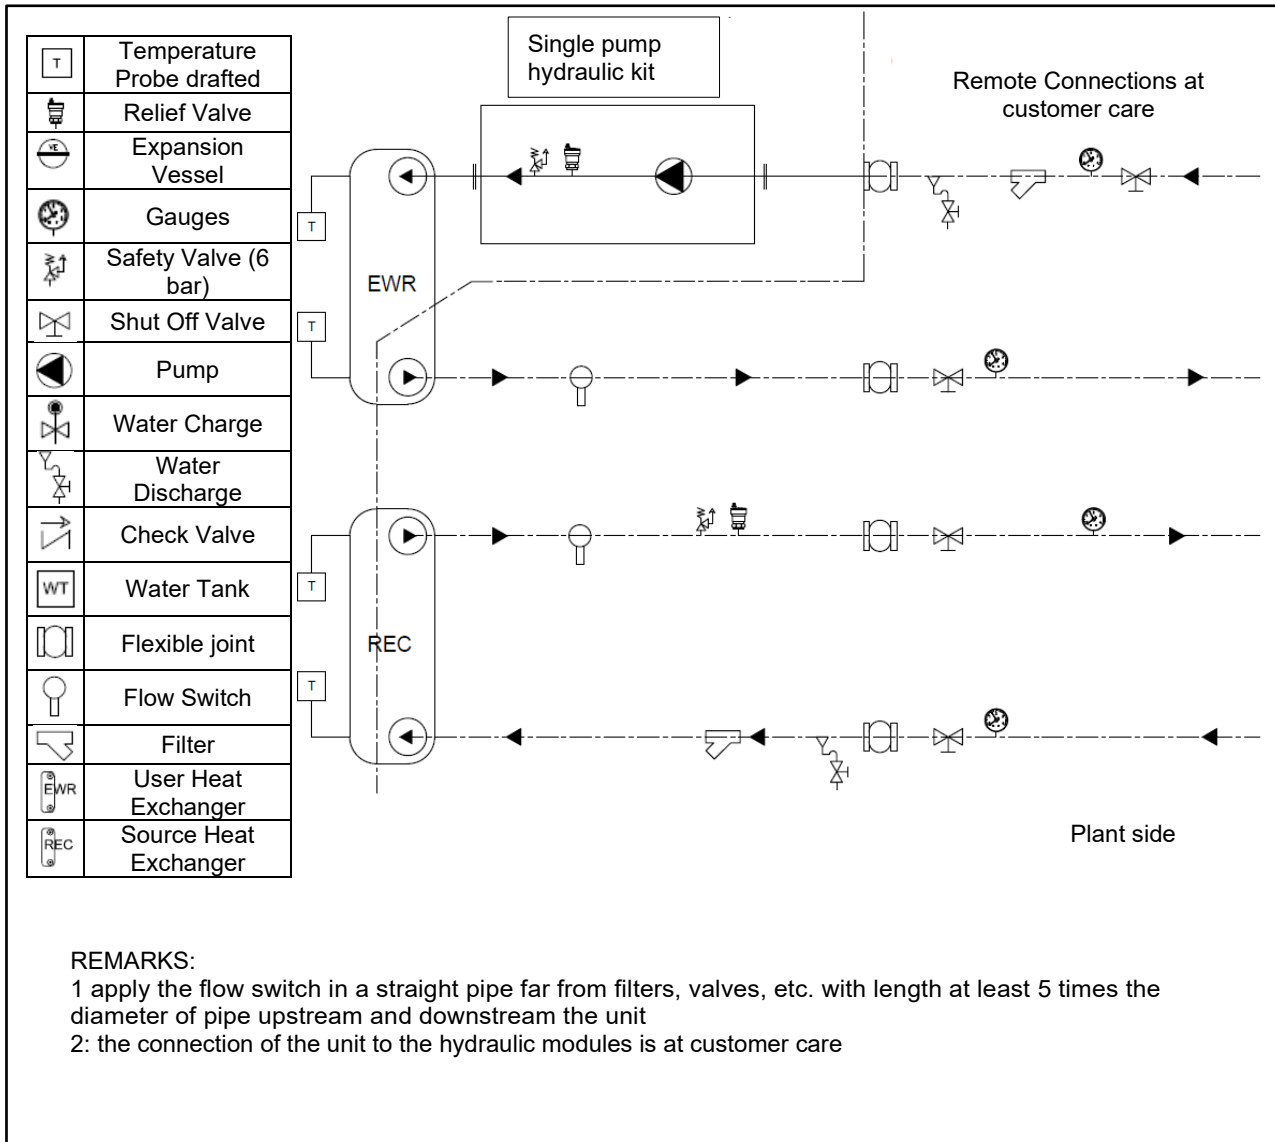 Single pump
hydraulic kit
Remote Connections at
customer care
T
Temperature
Probe drafted
Relief Valve
VE
Expansion
Vessel
Gauges
Safety Valve (6
bar)
Shut Off Valve
Pump
Water Charge
Water
Discharge
Check Valve
WT
Water Tank
Flexible joint
Flow Switch
Filter
EWR
User Heat
Exchanger
REC
Source Heat
Exchanger
T
EWR
T
T
REC
T
Plant side
REMARKS:
1 apply the flow switch in a straight pipe far from filters, valves, etc. with length at least 5 times the
diameter of pipe upstream and downstream the unit
2: the connection of the unit to the hydraulic modules is at customer care